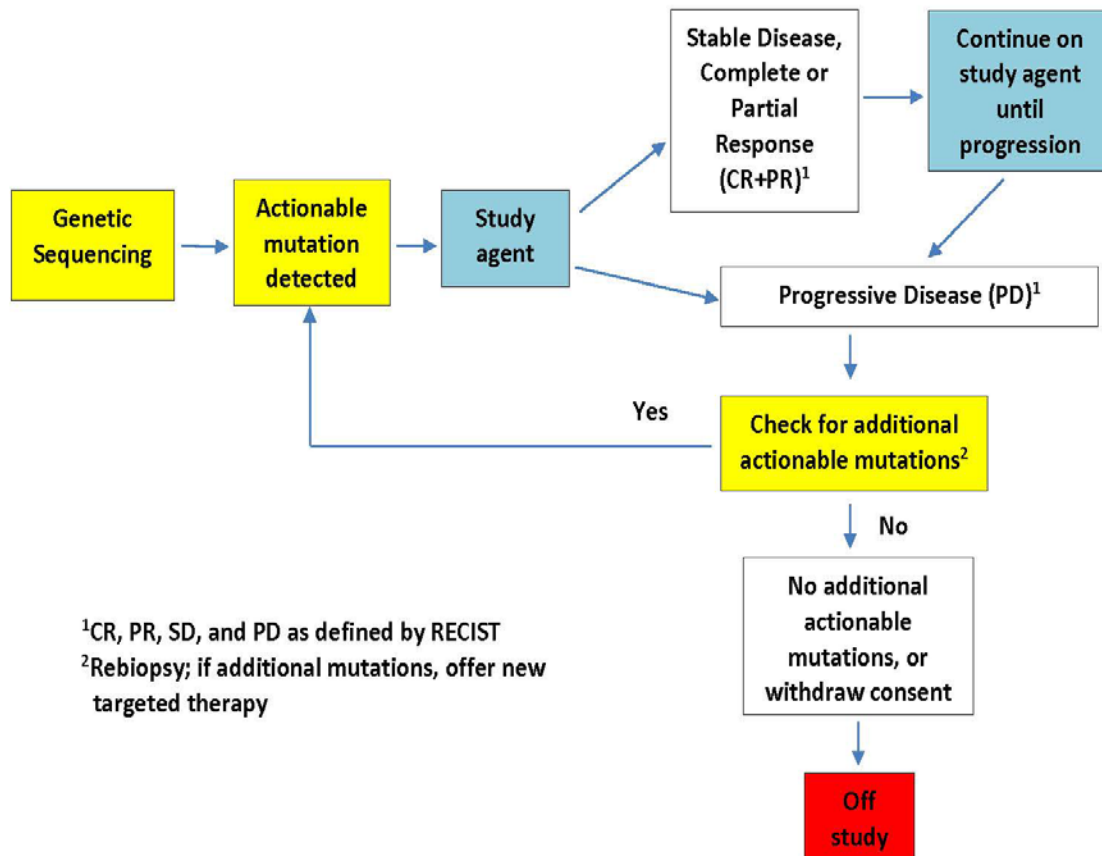 Genetic
Sequencing
Actionable
mutation
detected
Study
agent
Stable Disease,
Complete or
Partial
Response
(CR+PR)¹
Continue on
study agent
until
progression
Progressive Disease (PD)¹
Check for additional
actionable mutations²
Yes
No
No additional
actionable
mutations, or
withdraw consent
Off
study
¹CR, PR, SD, and PD as defined by RECIST
²Rebiopsy; if additional mutations, offer new
targeted therapy